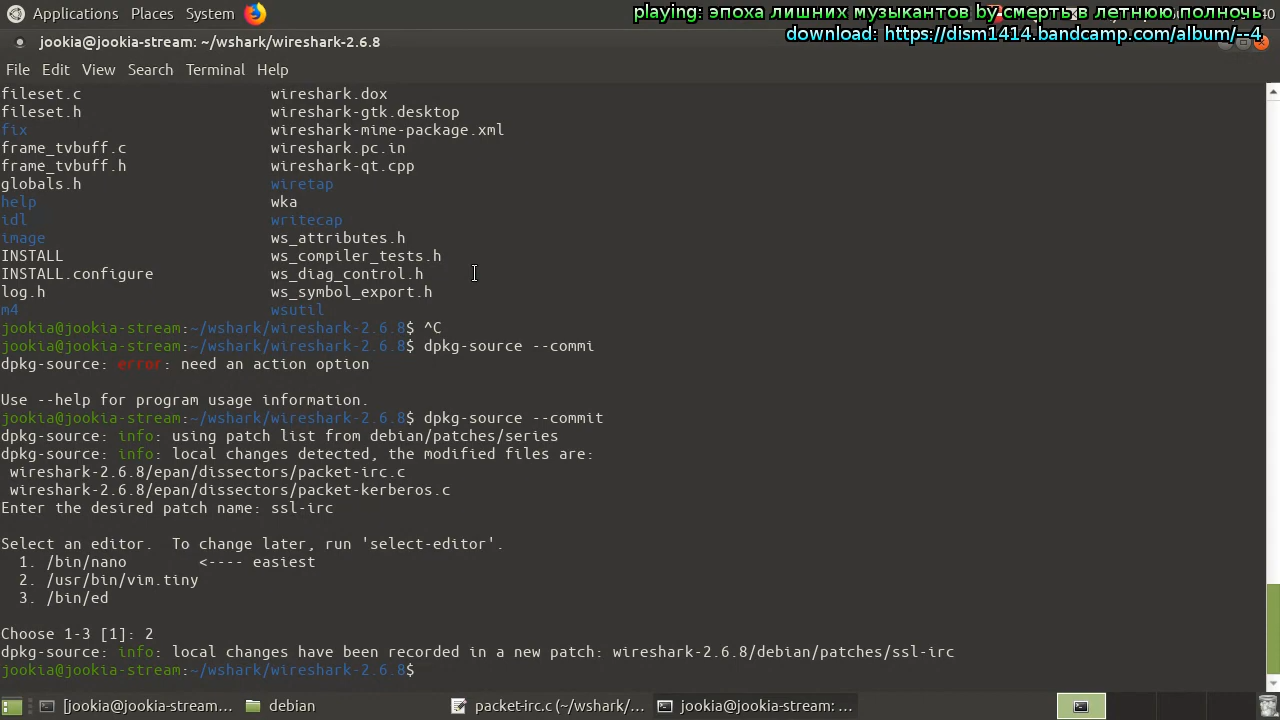 Applications Places System
playing: эпоха лишних музыкантов by смерть в летнюю полночь
40
download: https://dism1414.bandcamp.com/album/--4
jookia@jookia-stream: ~/wshark/wireshark-2.6.8
File Edit View Search Terminal Help
fileset.c wireshark.dox
fileset.h wireshark-gtk.desktop
fix wireshark-mime-package.xml
frame_tvbuff.c wireshark.pc.in
frame_tvbuff.h wireshark-qt.cpp
globals.h wiretap
help wka
idl writecap
image ws_attributes.h
INSTALL ws_compiler_tests.h
INSTALL.configure ws_diag_control.h
log.h ws_symbol_export.h
m4 wsutil
jookia@jookia-stream:~/wshark/wireshark-2.6.8$ ^C
jookia@jookia-stream:~/wshark/wireshark-2.6.8$ dpkg-source --commi
dpkg-source: error: need an action option
Use --help for program usage information.
jookia@jookia-stream:~/wshark/wireshark-2.6.8$ dpkg-source --commit
dpkg-source: info: using patch list from debian/patches/series
dpkg-source: info: local changes detected, the modified files are:
wireshark-2.6.8/epan/dissectors/packet-irc.c
wireshark-2.6.8/epan/dissectors/packet-kerberos.c
Enter the desired patch name: ssl-irc
Select an editor. To change later, run 'select-editor'.
1. /bin/nano <---- easiest
2. /usr/bin/vim.tiny
3. /bin/ed
Choose 1-3 [1]: 2
dpkg-source: info: local changes have been recorded in a new patch: wireshark-2.6.8/debian/patches/ssl-irc
jookia@jookia-stream:~/wshark/wireshark-2.6.8$
[jookia@jookia-stream... debian packet-irc.c (~/wshark/... jookia@jookia-stream: ...